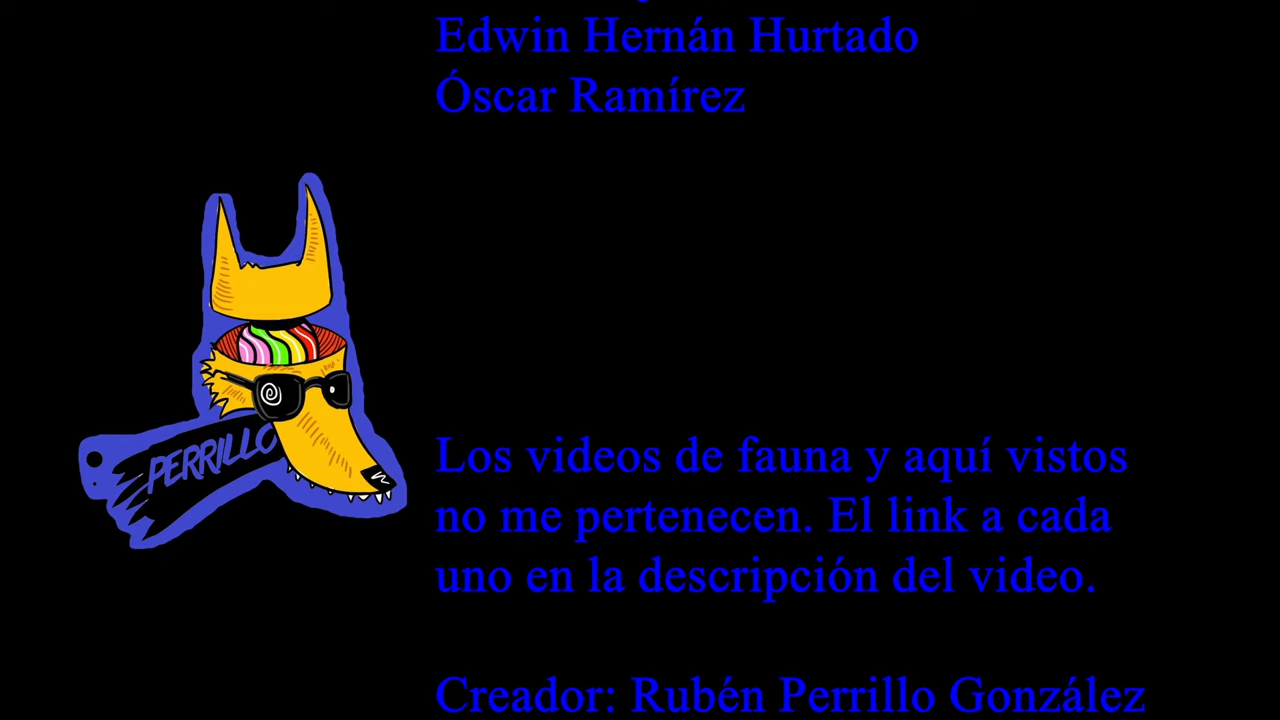 Edwin Hernán Hurtado
Óscar Ramírez
PERRILLO
Los videos de fauna y aquí vistos
no me pertenecen. El link a cada
uno en la descripción del video.
Creador: Rubén Perrillo González